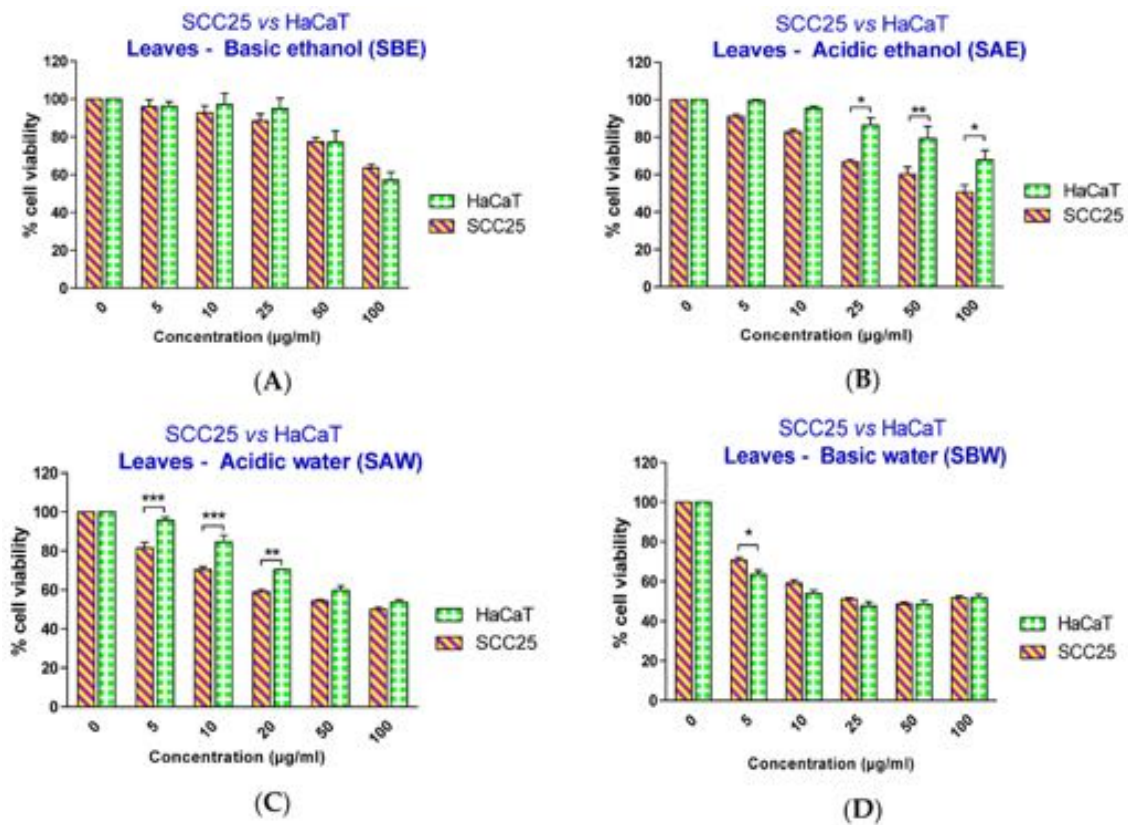 SCC25 vs HaCaT
Leaves - Basic ethanol (SBE)
% cell viability
120
100
80
60
40
20
0
0 5 10 25 50 100
Concentration (µg/ml)
HaCaT
SCC25
(A)
SCC25 vs HaCaT
Leaves - Acidic ethanol (SAE)
% cell viability
120
100
80
60
40
20
0
* ** *
0 5 10 25 50 100
Concentration (µg/ml)
HaCaT
SCC25
(B)
SCC25 vs HaCaT
Leaves - Acidic water (SAW)
% cell viability
120
100
80
60
40
20
0
*** *** **
0 5 10 20 50 100
Concentration (µg/ml)
HaCaT
SCC25
(C)
SCC25 vs HaCaT
Leaves - Basic water (SBW)
% cell viability
120
100
80
60
40
20
0
*
0 5 10 25 50 100
Concentration (µg/ml)
HaCaT
SCC25
(D)